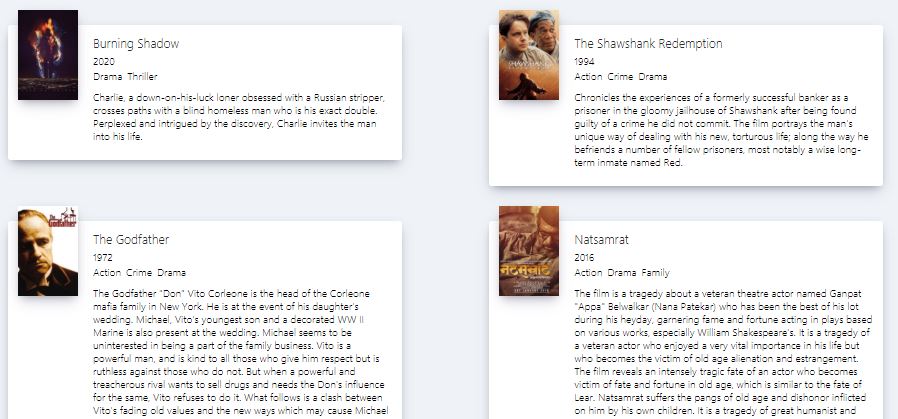 Burning Shadow
2020
Drama Thriller
Charlie, a down-on-his-luck loner obsessed with a Russian stripper,
crosses paths with a blind homeless man who is his exact double.
Perplexed and intrigued by the discovery, Charlie invites the man
into his life.
SHAWSHANK
The Shawshank Redemption
1994
Action Crime Drama
Chronicles the experiences of a formerly successful banker as a
prisoner in the gloomy jailhouse of Shawshank after being found
guilty of a crime he did not commit. The film portrays the man's
unique way of dealing with his new, torturous life; along the way he
befriends a number of fellow prisoners, most notably a wise long-
term inmate named Red.
The
Godfather
The Godfather
1972
Action Crime Drama
The Godfather "Don" Vito Corleone is the head of the Corleone
mafia family in New York. He is at the event of his daughter's
wedding. Michael, Vito's youngest son and a decorated WW II
Marine is also present at the wedding. Michael seems to be
uninterested in being a part of the family business. Vito is a
powerful man, and is kind to all those who give him respect but is
ruthless against those who do not. But when a powerful and
treacherous rival wants to sell drugs and needs the Don's influence
for the same, Vito refuses to do it. What follows is a clash between
Vito's fading old values and the new ways which may cause Michael
नटसम्राट
Natsamrat
2016
Action Drama Family
The film is a tragedy about a veteran theatre actor named Ganpat
"Appa" Belwalkar (Nana Patekar) who has been the best of his lot
during his heyday, garnering fame and fortune acting in plays based
on various works, especially William Shakespeare's. It is a tragedy of
a veteran actor who enjoyed a very vital importance in his life but
who becomes the victim of old age alienation and estrangement.
The film reveals an intensely tragic fate of an actor who becomes
victim of fate and fortune in old age, which is similar to the fate of
Lear. Natsamrat suffers the pangs of old age and dishonor inflicted
on him by his own children. It is a tragedy of great humanist and